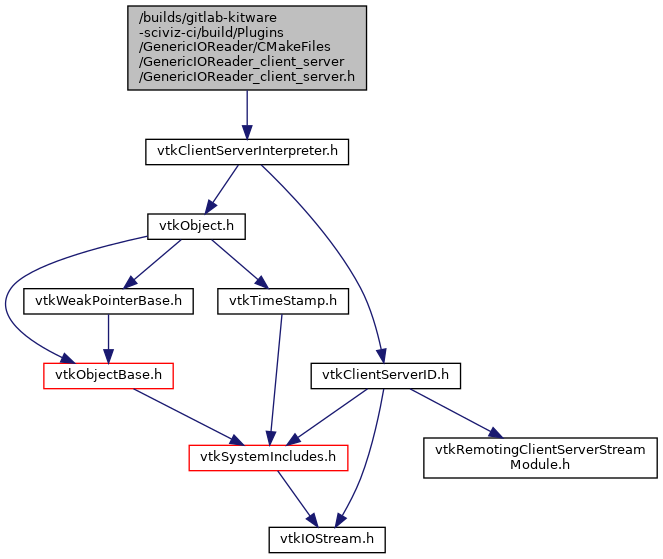 /builds/gitlab-kitware
-sciviz-ci/build/Plugins
/GenericIOReader/CMakeFiles
/GenericIOReader_client_server
/GenericIOReader_client_server.h
vtkClientServerInterpreter.h
vtkObject.h
vtkWeakPointerBase.h
vtkTimeStamp.h
vtkObjectBase.h
vtkClientServerID.h
vtkSystemIncludes.h
vtkRemotingClientServerStream
Module.h
vtkIOStream.h